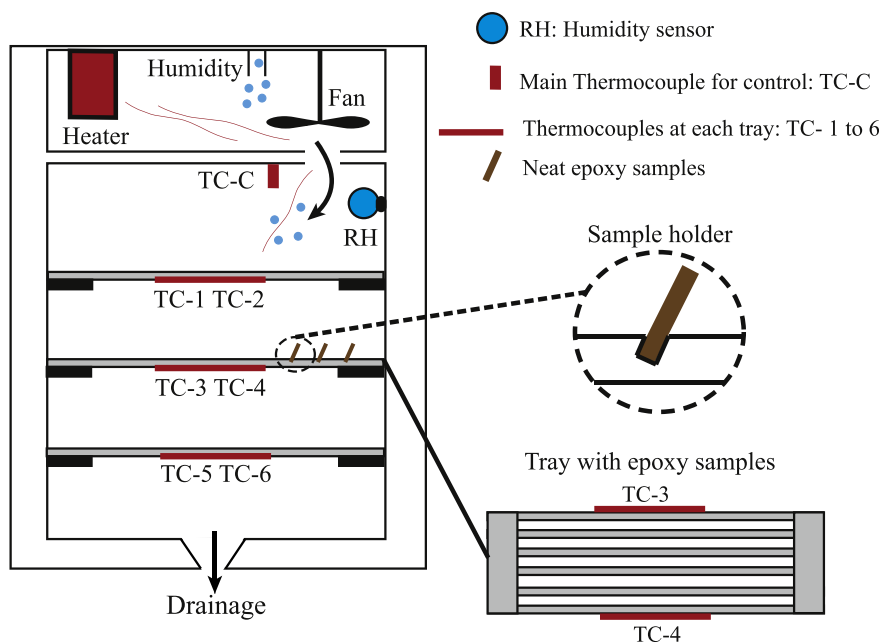 Humidity
Fan
Heater
TC-C
RH
TC-1 TC-2
TC-3 TC-4
TC-5 TC-6
Drainage
RH: Humidity sensor
Main Thermocouple for control: TC-C
Thermocouples at each tray: TC- 1 to 6
Neat epoxy samples
Sample holder
Tray with epoxy samples
TC-3
TC-4